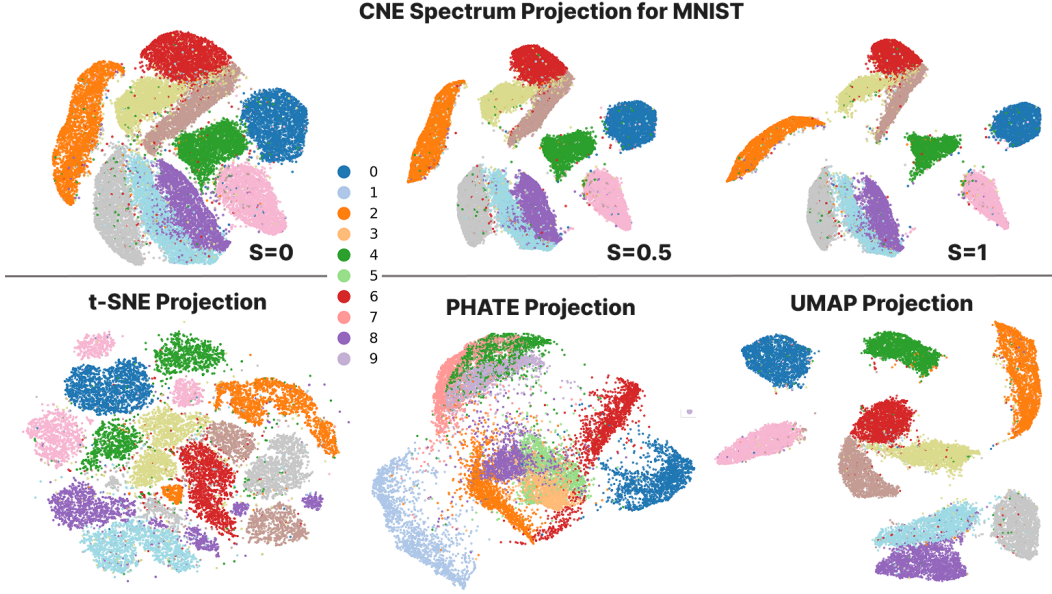 CNE Spectrum Projection for MNIST
S=0
S=0.5
S=1
0
1
2
3
4
5
6
7
8
9
t-SNE Projection
PHATE Projection
UMAP Projection